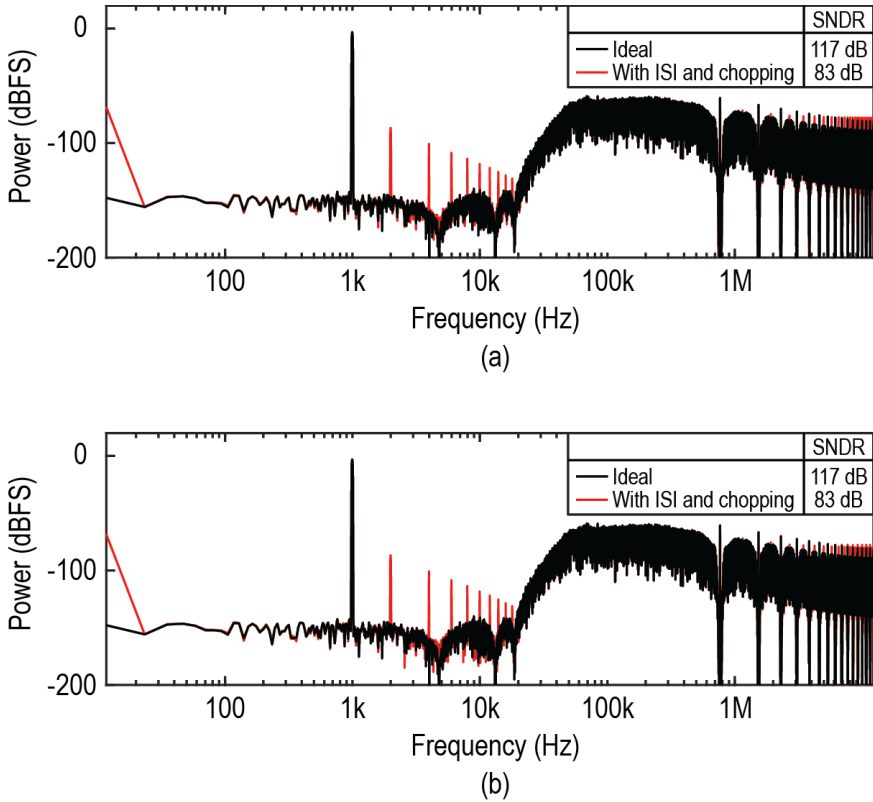 SNDR
Ideal 117 dB
With ISI and chopping 83 dB
0
-100
-200
Power (dBFS)
100 1k 10k 100k 1M
Frequency (Hz)
(a)
SNDR
Ideal 117 dB
With ISI and chopping 83 dB
0
-100
-200
Power (dBFS)
100 1k 10k 100k 1M
Frequency (Hz)
(b)